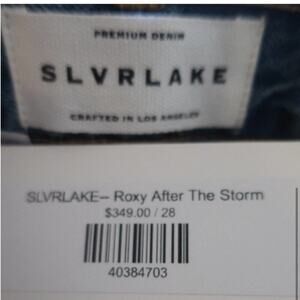 PREMIUM DENIM
SLVRLAKE
CRAFTED IN LOS ANGELES
SLVRLAKE-- Roxy After The Storm
$349.00 / 28
40384703